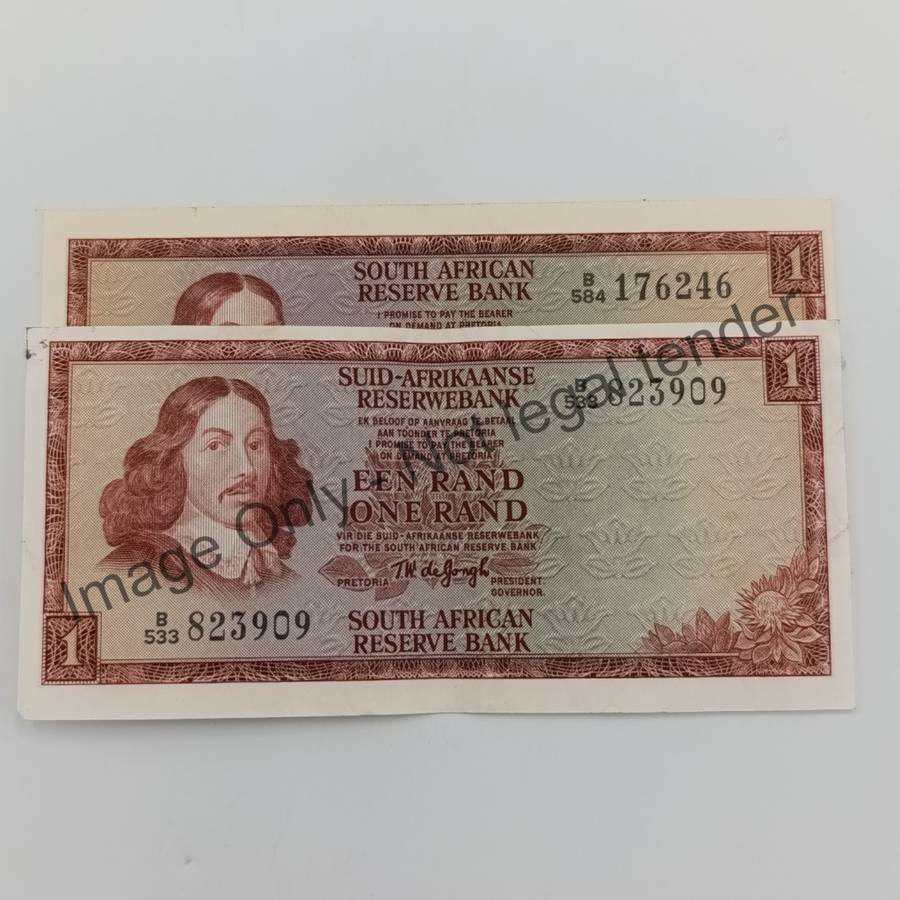 1
SOUTH AFRICAN
RESERVE BANK
B
584 176246
I PROMISE TO PAY THE BEARER
ON DEMAND AT PRETORIA
1
SUID-AFRIKAANSE
RESERWEBANK
B
533 823909
EK BELOOF OP AANVRAAG TE BETAAL
AAN TOONDER TE PRETORIA
I PROMISE TO PAY THE BEARER
ON DEMAND AT PRETORIA
EEN RAND
ONE RAND
VIR DIE SUID-AFRIKAANSE RESERWEBANK
FOR THE SOUTH AFRICAN RESERVE BANK
PRETORIA T.W. de Jongh PRESIDENT.
GOVERNOR.
B
533 823909
SOUTH AFRICAN
RESERVE BANK
1
Image Only - Not legal tender